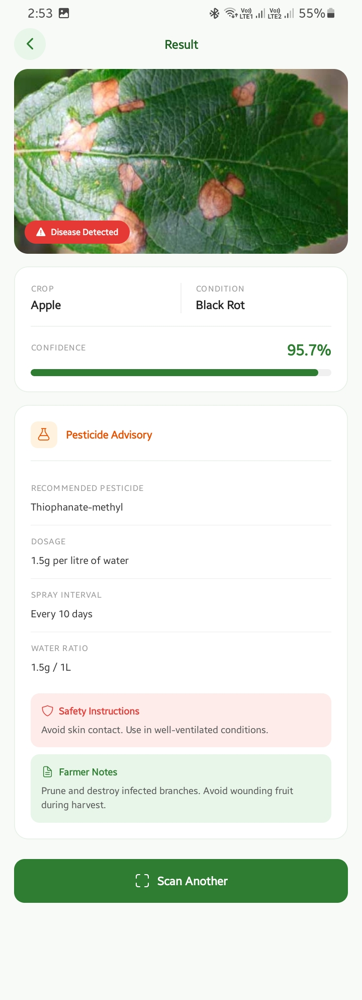 2:53
Vo)) LTE1
Vo)) LTE2
55%
Result
Disease Detected
CROP
Apple
CONDITION
Black Rot
CONFIDENCE
95.7%
Pesticide Advisory
RECOMMENDED PESTICIDE
Thiophanate-methyl
DOSAGE
1.5g per litre of water
SPRAY INTERVAL
Every 10 days
WATER RATIO
1.5g / 1L
Safety Instructions
Avoid skin contact. Use in well-ventilated conditions.
Farmer Notes
Prune and destroy infected branches. Avoid wounding fruit
during harvest.
Scan Another